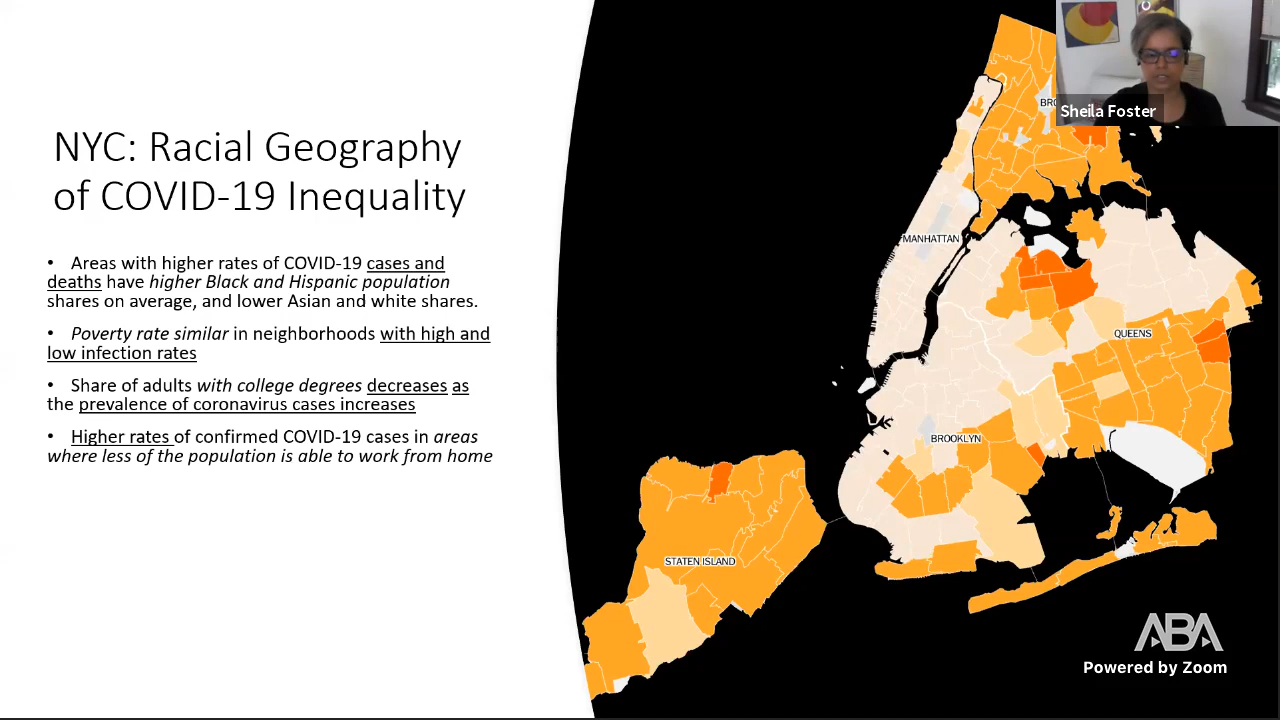 NYC: Racial Geography
of COVID-19 Inequality
• Areas with higher rates of COVID-19 cases and
deaths have higher Black and Hispanic population
shares on average, and lower Asian and white shares.
• Poverty rate similar in neighborhoods with high and
low infection rates
• Share of adults with college degrees decreases as
the prevalence of coronavirus cases increases
• Higher rates of confirmed COVID-19 cases in areas
where less of the population is able to work from home
Sheila Foster
MANHATTAN
QUEENS
BROOKLYN
STATEN ISLAND
ABA
Powered by Zoom